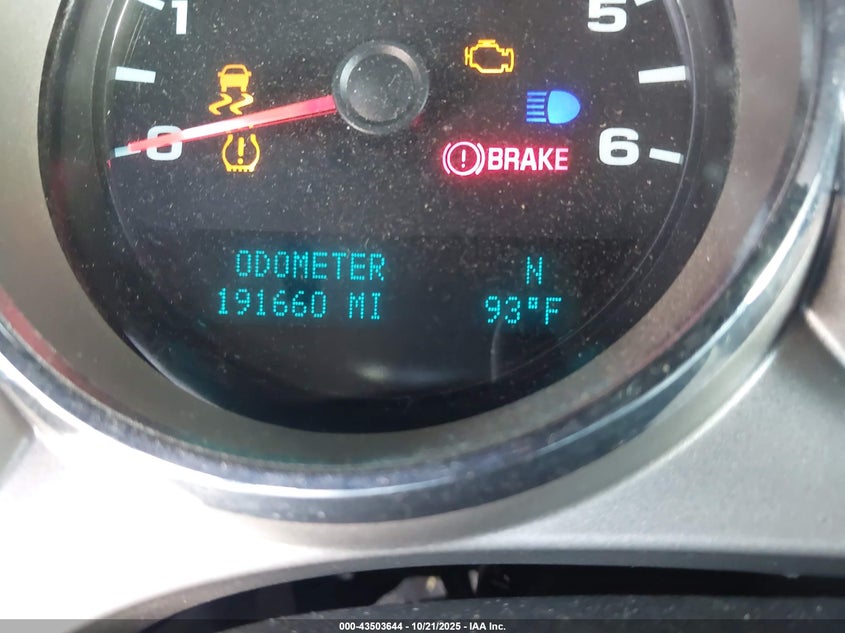 1 5
0 6
BRAKE
ODOMETER N
191660 MI 93°F
000-43503644 - 10/21/2025 - IAA Inc.